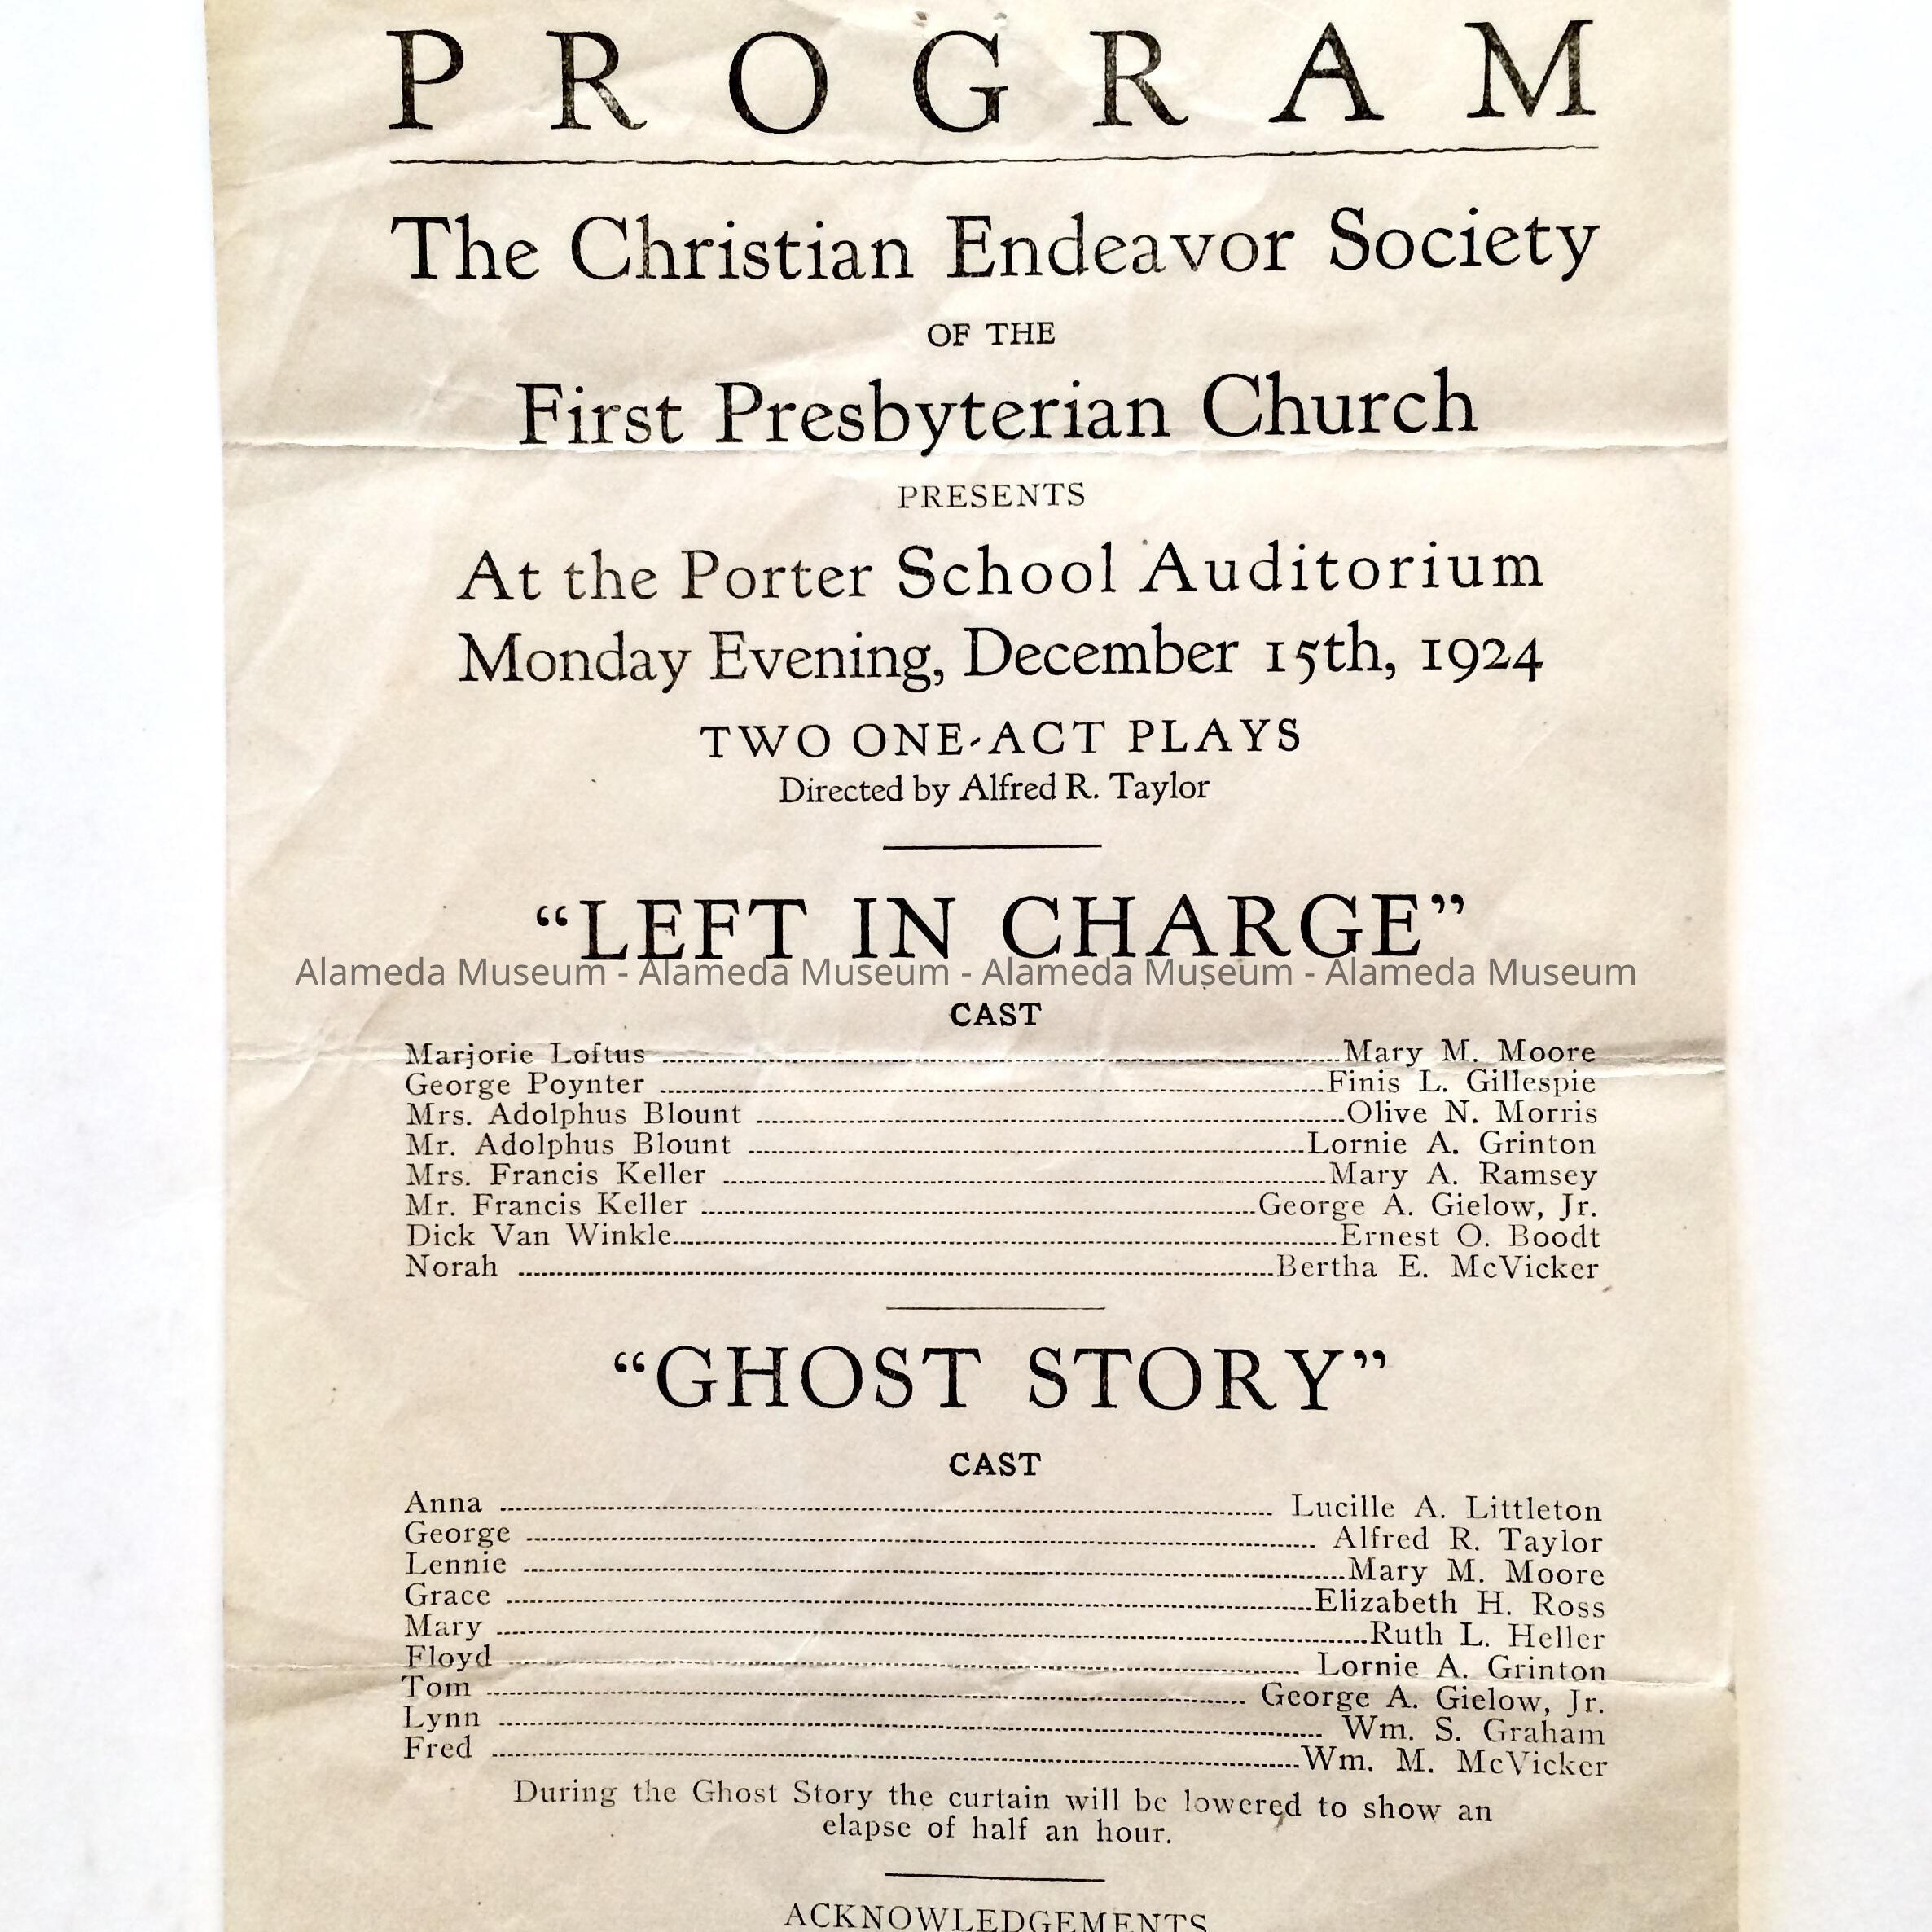 PROGRAM
The Christian Endeavor Society
OF THE
First Presbyterian Church
PRESENTS
At the Porter School Auditorium
Monday Evening, December 15th, 1924
TWO ONE-ACT PLAYS
Directed by Alfred R. Taylor
“LEFT IN CHARGE”
Alameda Museum - Alameda Museum - Alameda Museum - Alameda Museum
CAST
Marjorie Loftus ........ Mary M. Moore
George Poynter ........ Finis L. Gillespie
Mrs. Adolphus Blount ........ Olive N. Morris
Mr. Adolphus Blount ........ Lornie A. Grinton
Mrs. Francis Keller ........ Mary A. Ramsey
Mr. Francis Keller ........ George A. Gielow, Jr.
Dick Van Winkle ........ Ernest O. Boodt
Norah ........ Bertha E. McVicker
“GHOST STORY”
CAST
Anna ........ Lucille A. Littleton
George ........ Alfred R. Taylor
Lennie ........ Mary M. Moore
Grace ........ Elizabeth H. Ross
Mary ........ Ruth L. Heller
Floyd ........ Lornie A. Grinton
Tom ........ George A. Gielow, Jr.
Lynn ........ Wm. S. Graham
Fred ........ Wm. M. McVicker
During the Ghost Story the curtain will be lowered to show an
elapse of half an hour.
ACKNOWLEDGEMENTS